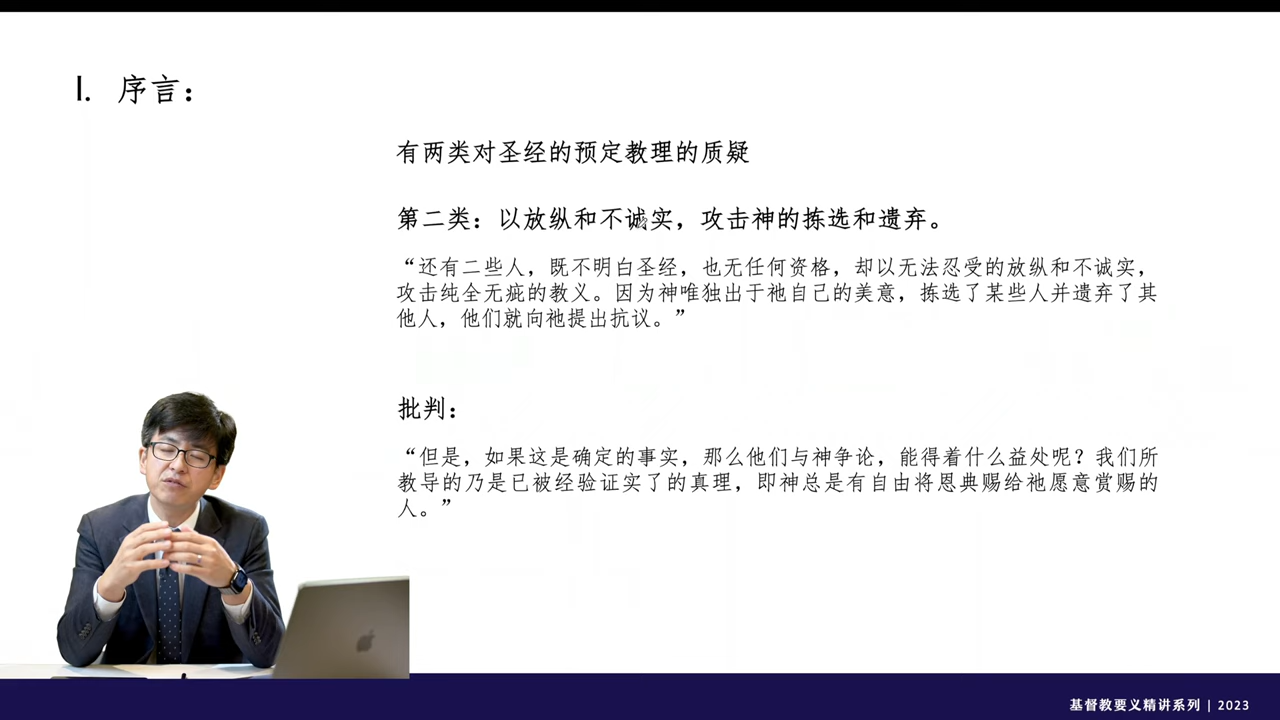 I. 序言：
有两类对圣经的预定教理的质疑
第二类：以放纵和不诚实，攻击神的拣选和遗弃。
“还有二些人，既不明白圣经，也无任何资格，却以无法忍受的放纵和不诚实，
攻击纯全无疵的教义。因为神唯独出于祂自己的美意，拣选了某些人并遗弃了其
他人，他们就向祂提出抗议。”
批判：
“但是，如果这是确定的事实，那么他们与神争论，能得着什么益处呢？我们所
教导的乃是已被经验证实了的真理，即神总是有自由将恩典赐给祂愿意赏赐的
人。”
基督教要义精讲系列 | 2023